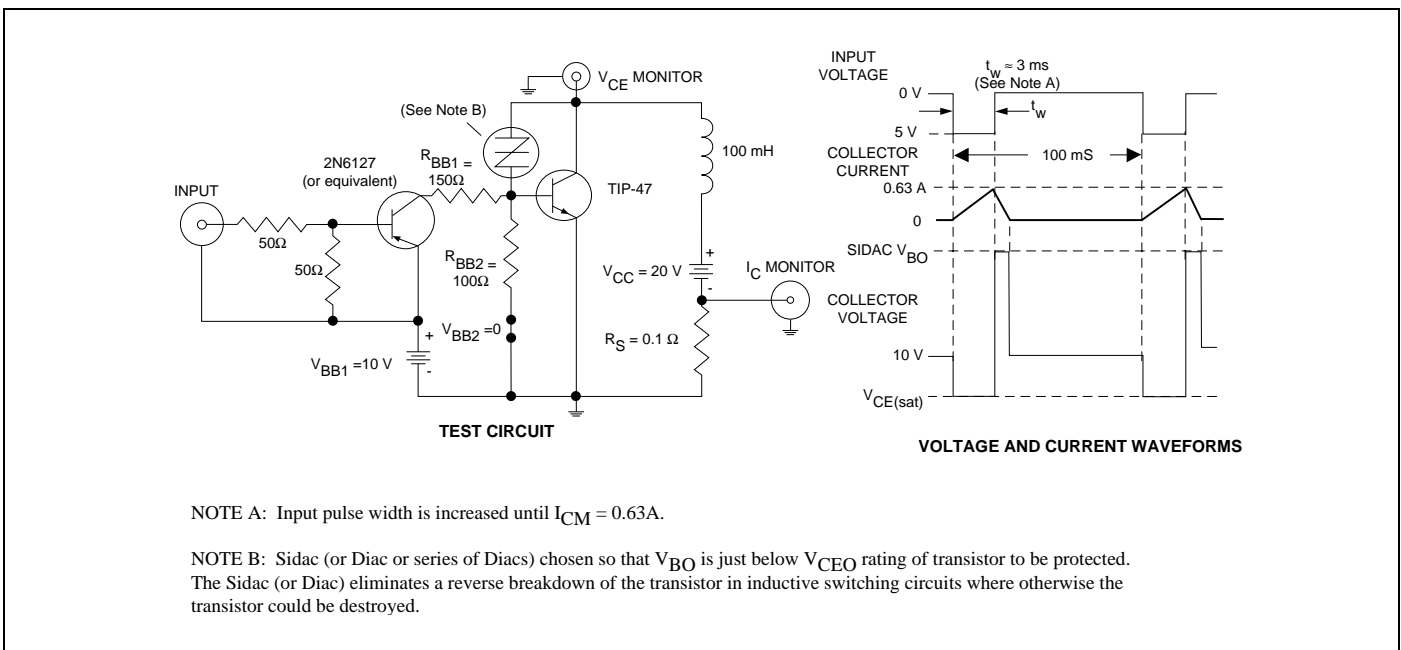 V_CE MONITOR
(See Note B)
2N6127
(or equivalent)
R_BB1 =
150Ω
INPUT
50Ω
50Ω
TIP-47
100 mH
R_BB2 =
100Ω
V_CC = 20 V
+
-
I_C MONITOR
V_BB2 =0
V_BB1 =10 V
+
-
R_S = 0.1 Ω
TEST CIRCUIT
INPUT
VOLTAGE
t_w ≈ 3 ms
(See Note A)
0 V
t_w
5 V
COLLECTOR
CURRENT
100 mS
0.63 A
0
SIDAC V_BO
COLLECTOR
VOLTAGE
10 V
V_CE(sat)
VOLTAGE AND CURRENT WAVEFORMS
NOTE A: Input pulse width is increased until I_CM = 0.63A.
NOTE B: Sidac (or Diac or series of Diacs) chosen so that V_BO is just below V_CEO rating of transistor to be protected.
The Sidac (or Diac) eliminates a reverse breakdown of the transistor in inductive switching circuits where otherwise the
transistor could be destroyed.